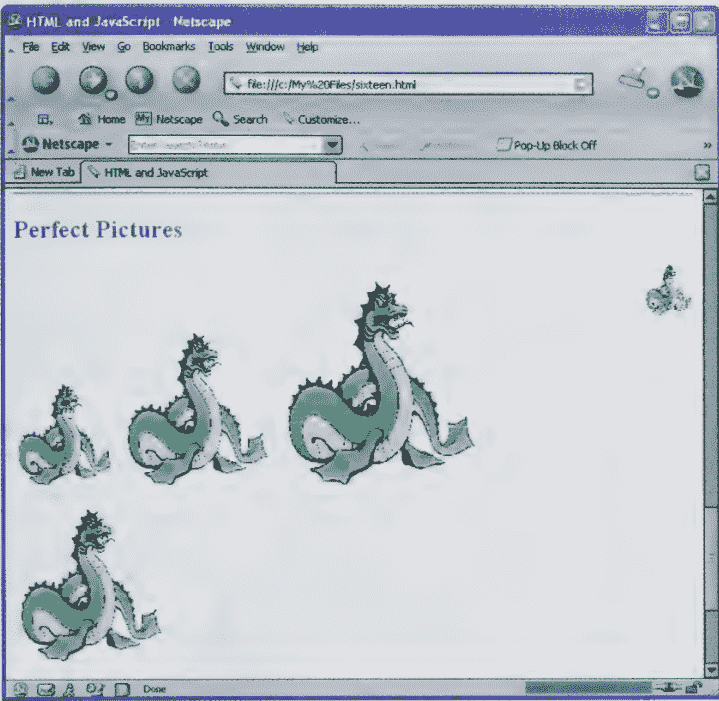 HTML and JavaScript - Netscape
File Edit View Go Bookmarks Tools Window Help
file:///c:/My%20Files/sixteen.html
Home My Netscape Search Customize...
Netscape Pop-Up Block Off »
New Tab HTML and JavaScript
Perfect Pictures
Done